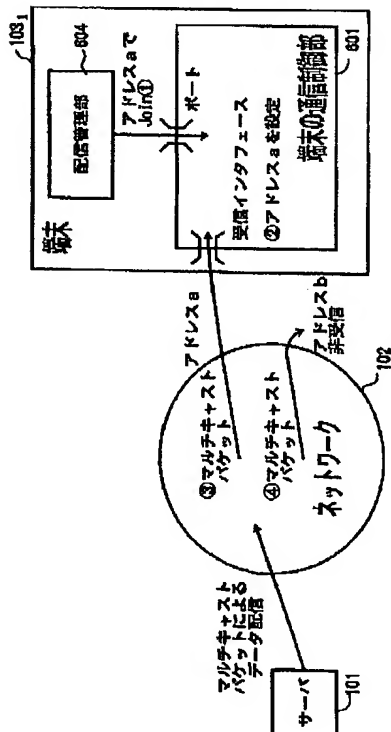 103₁
端末
604
配信管理部
アドレスaで
Join①
ポート
受信インタフェース
②アドレスaを設定
端末の通信制御部
601
アドレスa
アドレスb
非受信
102
③マルチキャスト
パケット
④マルチキャスト
パケット
ネットワーク
マルチキャスト
パケットによる
データ配信
サーバ
101